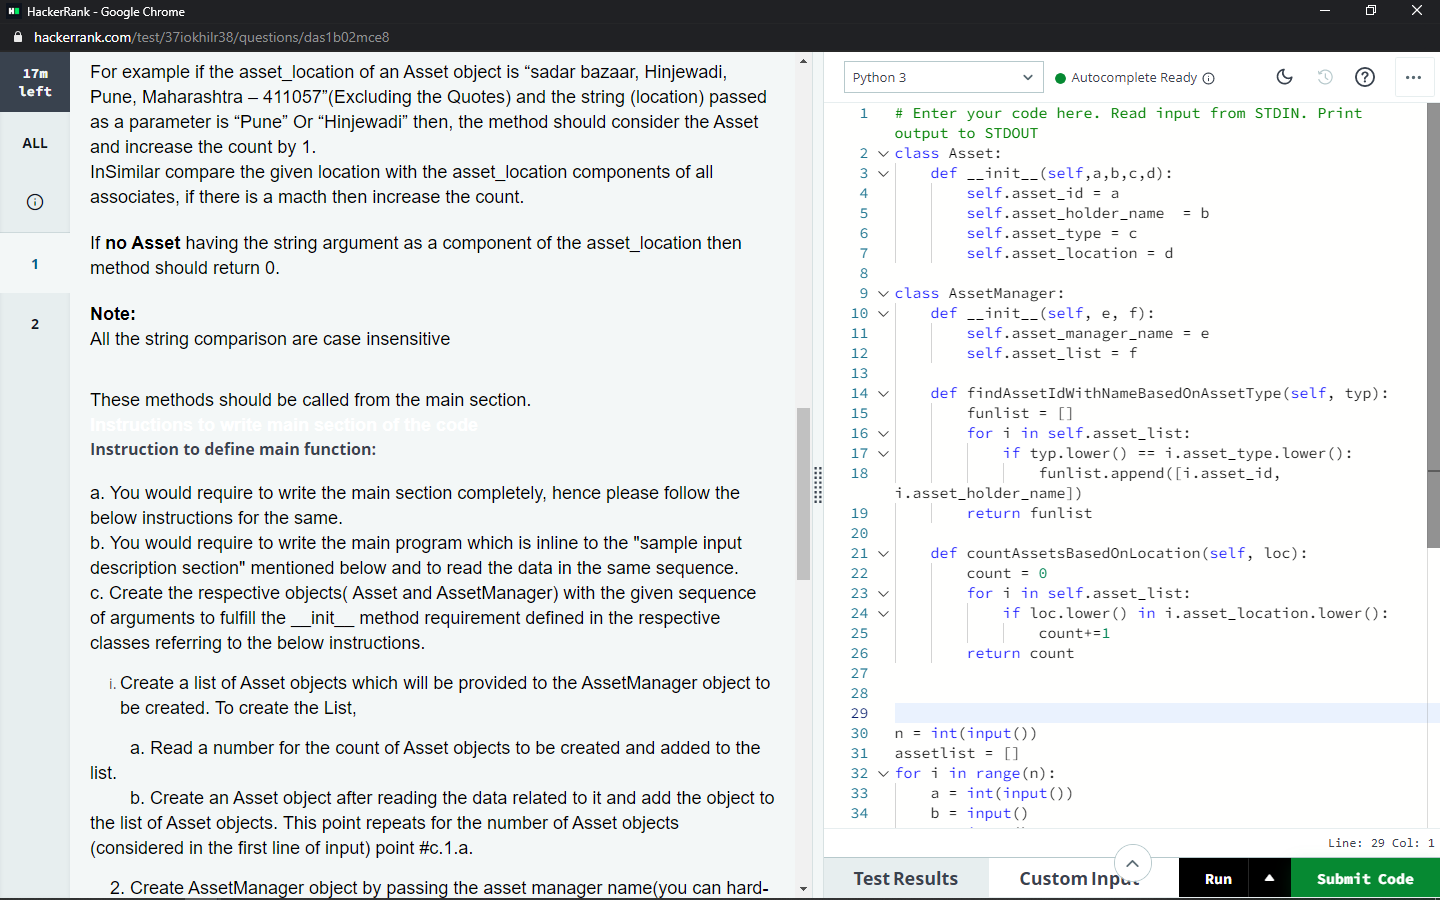 HackerRank - Google Chrome
hackerrank.com/test/37iokhilr38/questions/das1b02mce8
17m
left
ALL
1
2
For example if the asset_location of an Asset object is “sadar bazaar, Hinjewadi,
Pune, Maharashtra – 411057”(Excluding the Quotes) and the string (location) passed
as a parameter is “Pune” Or “Hinjewadi” then, the method should consider the Asset
and increase the count by 1.
InSimilar compare the given location with the asset_location components of all
associates, if there is a macth then increase the count.
If no Asset having the string argument as a component of the asset_location then
method should return 0.
Note:
All the string comparison are case insensitive
These methods should be called from the main section.
Instructions to write main section of the code
Instruction to define main function:
a. You would require to write the main section completely, hence please follow the
below instructions for the same.
b. You would require to write the main program which is inline to the "sample input
description section" mentioned below and to read the data in the same sequence.
c. Create the respective objects( Asset and AssetManager) with the given sequence
of arguments to fulfill the __init__ method requirement defined in the respective
classes referring to the below instructions.
i. Create a list of Asset objects which will be provided to the AssetManager object to
be created. To create the List,
a. Read a number for the count of Asset objects to be created and added to the
list.
b. Create an Asset object after reading the data related to it and add the object to
the list of Asset objects. This point repeats for the number of Asset objects
(considered in the first line of input) point #c.1.a.
2. Create AssetManager object by passing the asset manager name(you can hard-
Python 3
Autocomplete Ready
1 # Enter your code here. Read input from STDIN. Print
output to STDOUT
2 class Asset:
3 def __init__(self,a,b,c,d):
4 self.asset_id = a
5 self.asset_holder_name  = b
6 self.asset_type = c
7 self.asset_location = d
8
9 class AssetManager:
10 def __init__(self, e, f):
11 self.asset_manager_name = e
12 self.asset_list = f
13
14 def findAssetIdWithNameBasedOnAssetType(self, typ):
15 funlist = []
16 for i in self.asset_list:
17 if typ.lower() == i.asset_type.lower():
18 funlist.append([i.asset_id,
i.asset_holder_name])
19 return funlist
20
21 def countAssetsBasedOnLocation(self, loc):
22 count = 0
23 for i in self.asset_list:
24 if loc.lower() in i.asset_location.lower():
25 count+=1
26 return count
27
28
29
30 n = int(input())
31 assetlist = []
32 for i in range(n):
33 a = int(input())
34 b = input()
Line: 29 Col: 1
Test Results
Custom Input
Run
Submit Code